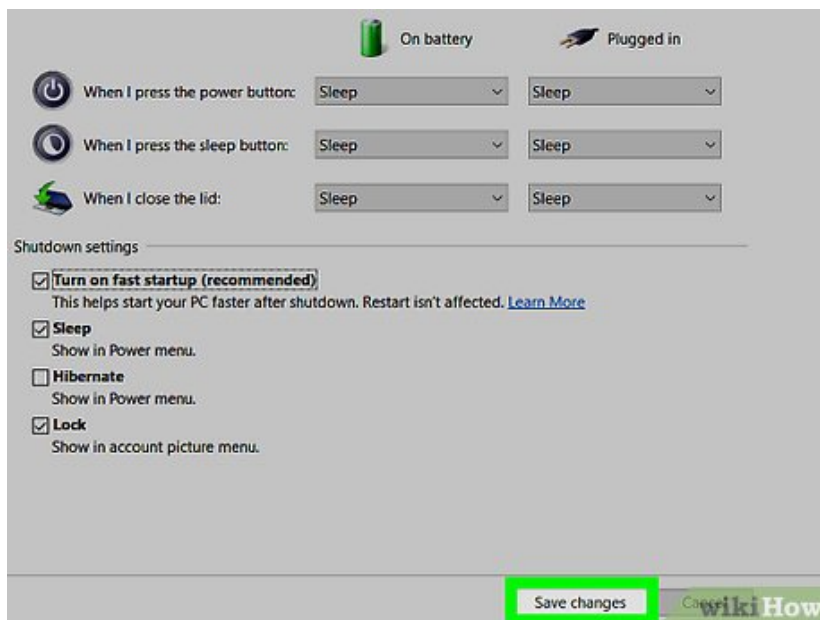 On battery Plugged in
When I press the power button: Sleep Sleep
When I press the sleep button: Sleep Sleep
When I close the lid: Sleep Sleep
Shutdown settings
Turn on fast startup (recommended)
This helps start your PC faster after shutdown. Restart isn't affected. Learn More
Sleep
Show in Power menu.
Hibernate
Show in Power menu.
Lock
Show in account picture menu.
Save changes Cancel
wikiHow